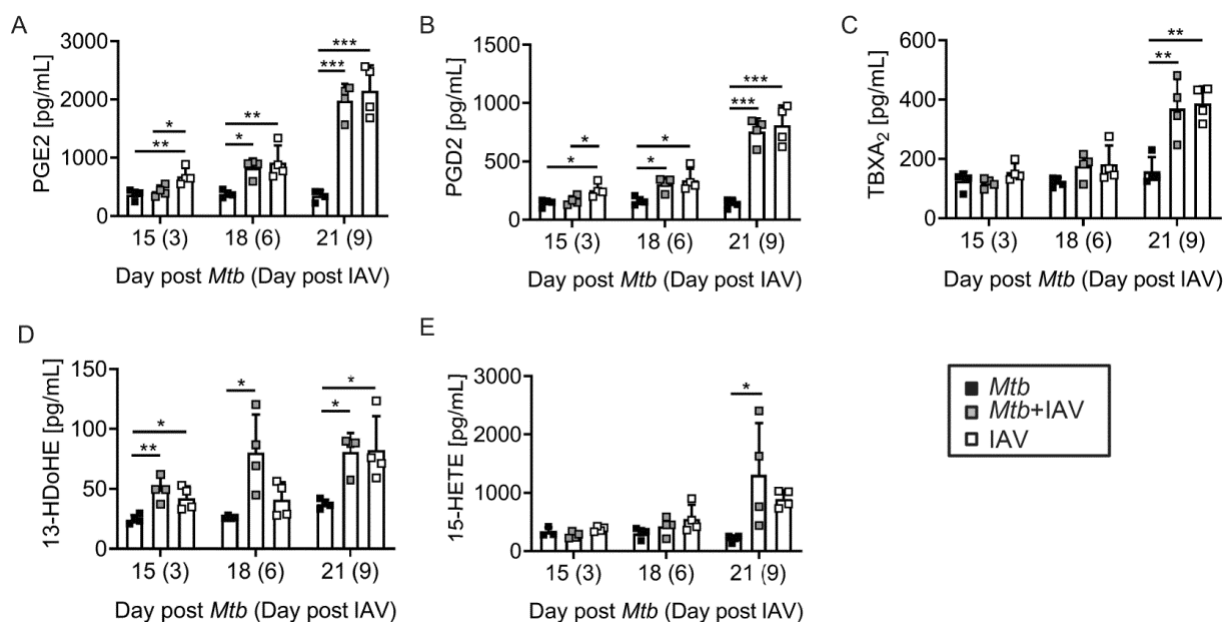 A
PGE2 [pg/mL]
3000
2000
1000
0
*
**
*
**
***
***
15 (3) 18 (6) 21 (9)
Day post Mtb (Day post IAV)
B
PGD2 [pg/mL]
1500
1000
500
0
*
*
*
*
***
***
15 (3) 18 (6) 21 (9)
Day post Mtb (Day post IAV)
C
TBXA2 [pg/mL]
600
400
200
0
**
**
15 (3) 18 (6) 21 (9)
Day post Mtb (Day post IAV)
D
13-HDoHE [pg/mL]
150
100
50
0
*
**
*
*
*
15 (3) 18 (6) 21 (9)
Day post Mtb (Day post IAV)
E
15-HETE [pg/mL]
3000
2000
1000
0
*
15 (3) 18 (6) 21 (9)
Day post Mtb (Day post IAV)
Mtb
Mtb+IAV
IAV